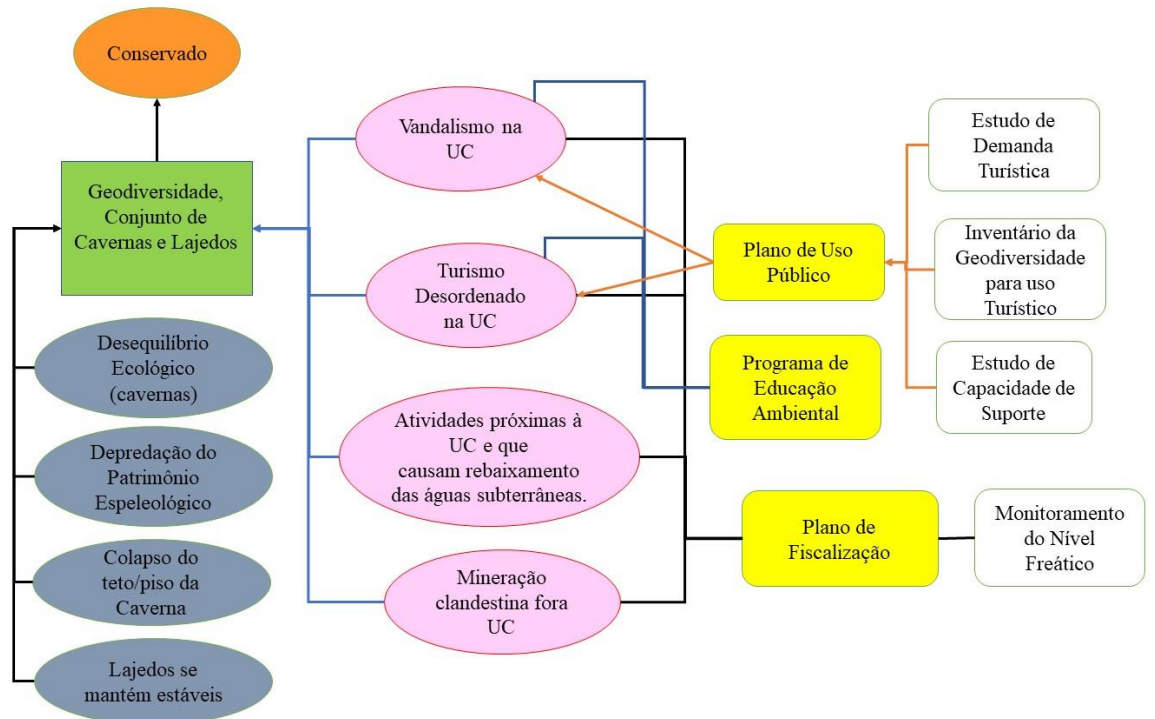 Conservado
Geodiversidade,
Conjunto de
Cavernas e Lajedos
Desequilíbrio
Ecológico
(cavernas)
Depredação do
Patrimônio
Espeleológico
Colapso do
teto/piso da
Caverna
Lajedos se
mantém estáveis
Vandalismo na
UC
Turismo
Desordenado
na UC
Atividades próximas à
UC e que
causam rebaixamento
das águas subterrâneas.
Mineração
clandestina fora
UC
Plano de Uso
Público
Programa de
Educação
Ambiental
Plano de
Fiscalização
Estudo de
Demanda
Turística
Inventário da
Geodiversidade
para uso
Turístico
Estudo de
Capacidade de
Suporte
Monitoramento
do Nível
Freático